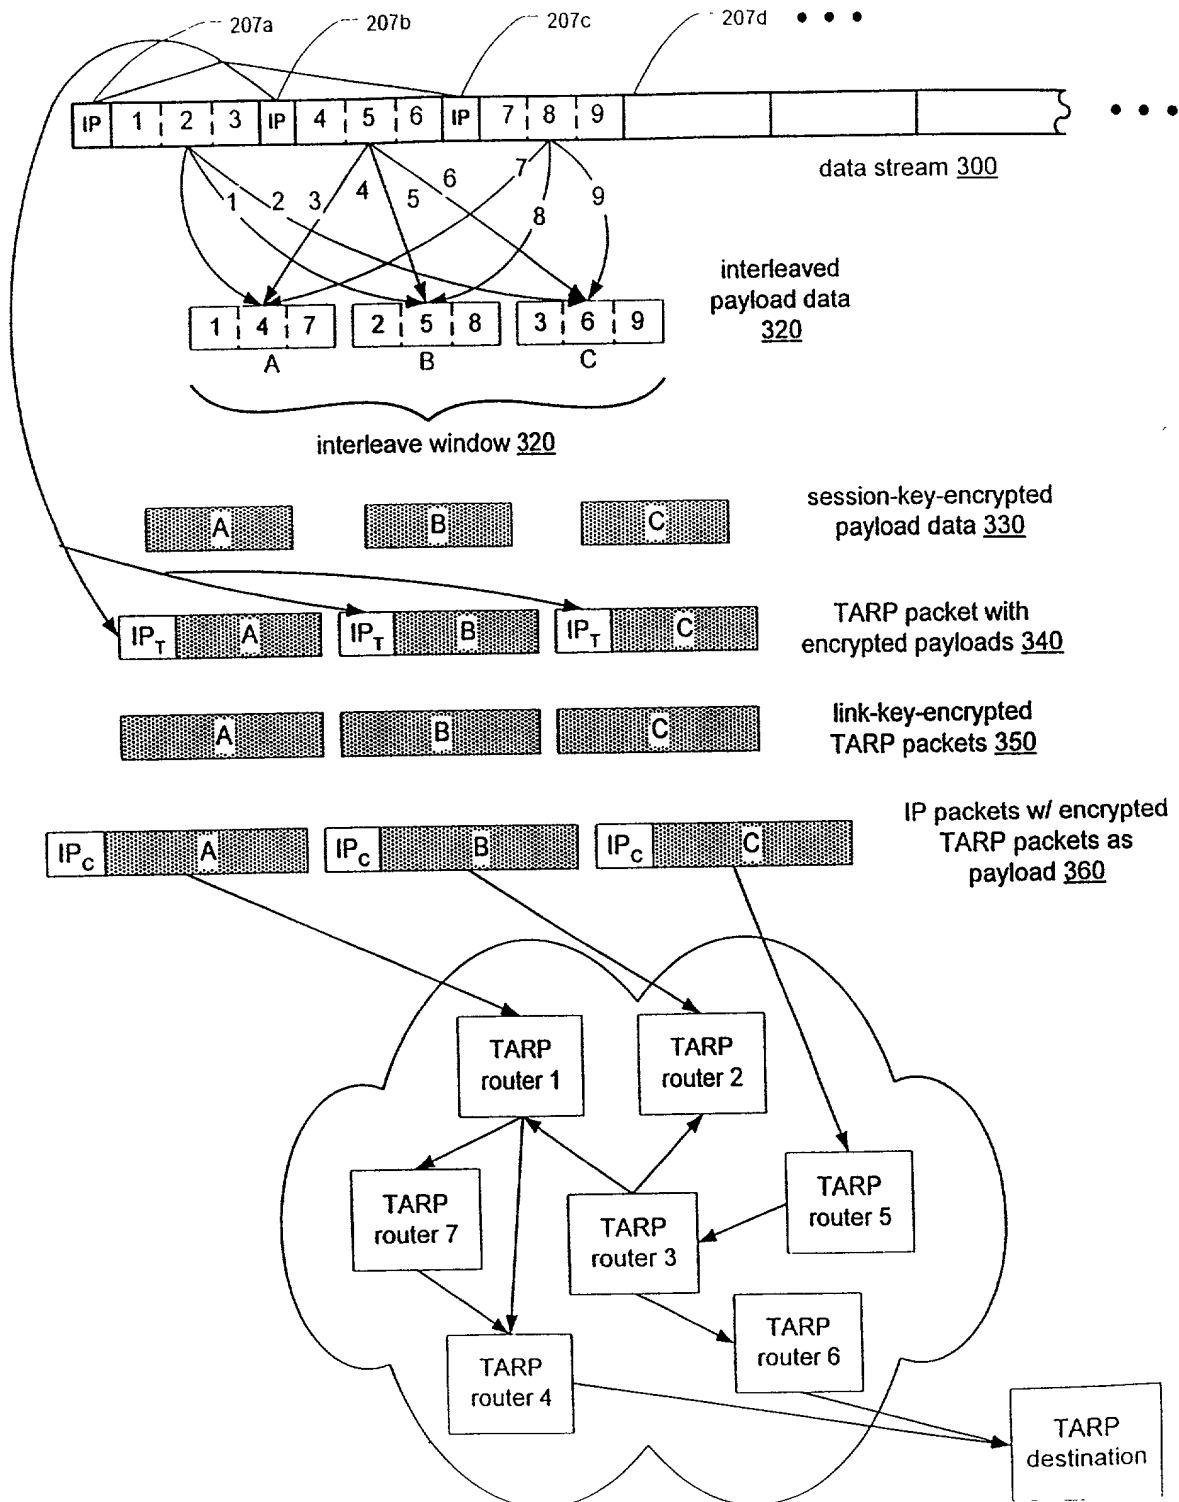 207a 207b 207c 207d • • •
IP 1 2 3 IP 4 5 6 IP 7 8 9 • • •
data stream 300
1 2 3 4 5 6 7 8 9
interleaved
payload data
320
1 4 7 2 5 8 3 6 9
A B C
interleave window 320
session-key-encrypted
payload data 330
A B C
TARP packet with
encrypted payloads 340
IPT A IPT B IPT C
link-key-encrypted
TARP packets 350
A B C
IP packets w/ encrypted
TARP packets as
payload 360
IPC A IPC B IPC C
TARP
router 1
TARP
router 2
TARP
router 7
TARP
router 3
TARP
router 5
TARP
router 4
TARP
router 6
TARP
destination